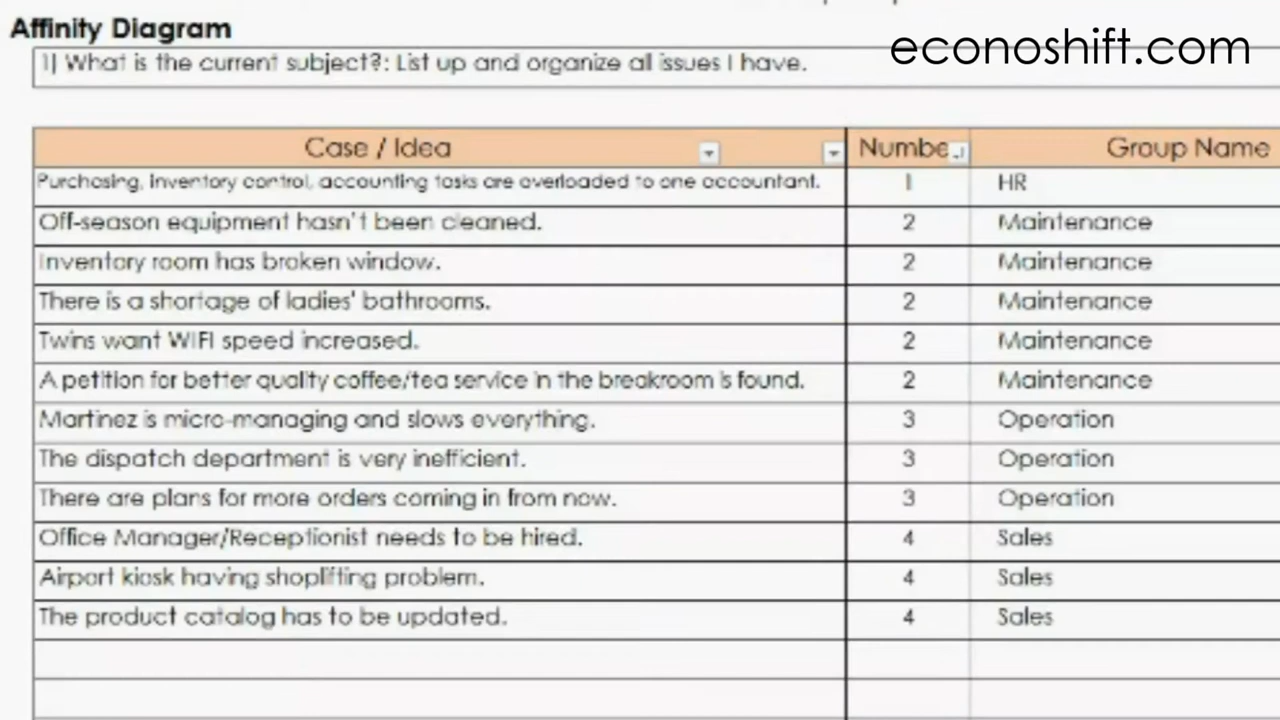 Affinity Diagram
econoshift.com
1) What is the current subject?: List up and organize all issues I have.
Case / Idea Numbe Group Name
Purchasing, inventory control, accounting tasks are overloaded to one accountant. 1 HR
Off-season equipment hasn't been cleaned. 2 Maintenance
Inventory room has broken window. 2 Maintenance
There is a shortage of ladies' bathrooms. 2 Maintenance
Twins want WIFI speed increased. 2 Maintenance
A petition for better quality coffee/tea service in the breakroom is found. 2 Maintenance
Martinez is micro-managing and slows everything. 3 Operation
The dispatch department is very inefficient. 3 Operation
There are plans for more orders coming in from now. 3 Operation
Office Manager/Receptionist needs to be hired. 4 Sales
Airport kiosk having shoplifting problem. 4 Sales
The product catalog has to be updated. 4 Sales